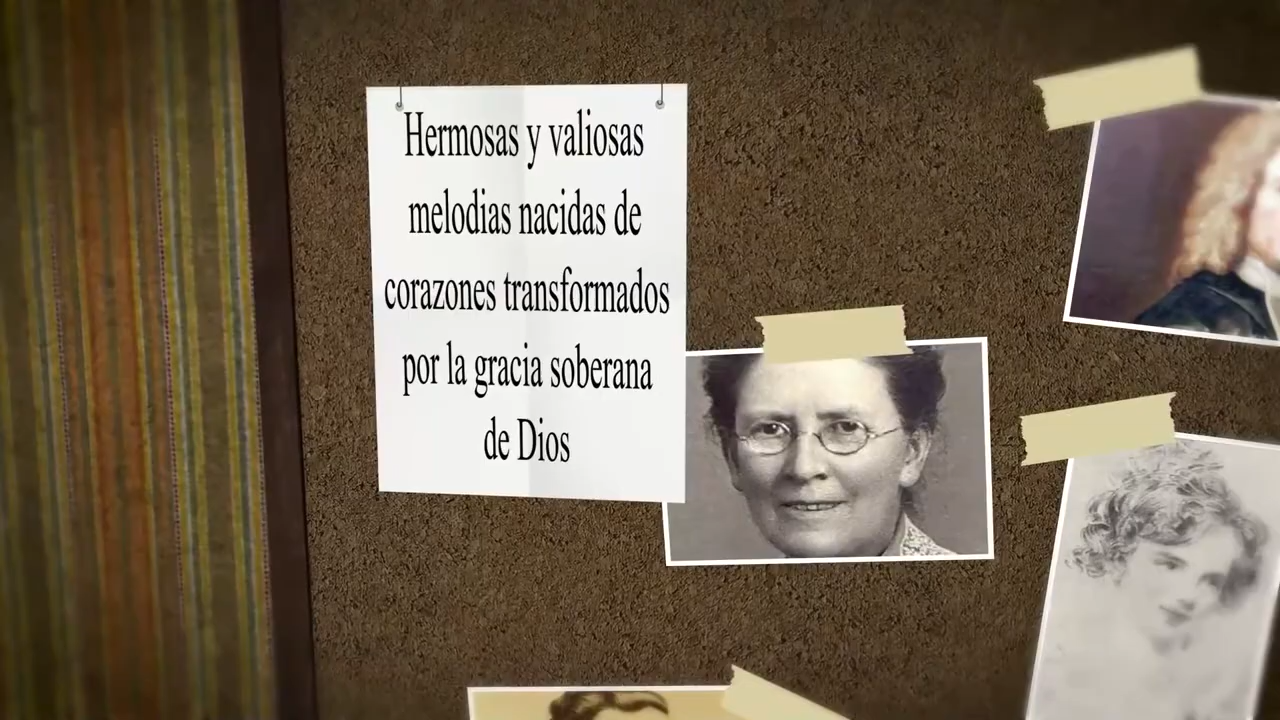 Hermosas y valiosas
melodias nacidas de
corazones transformados
por la gracia soberana
de Dios